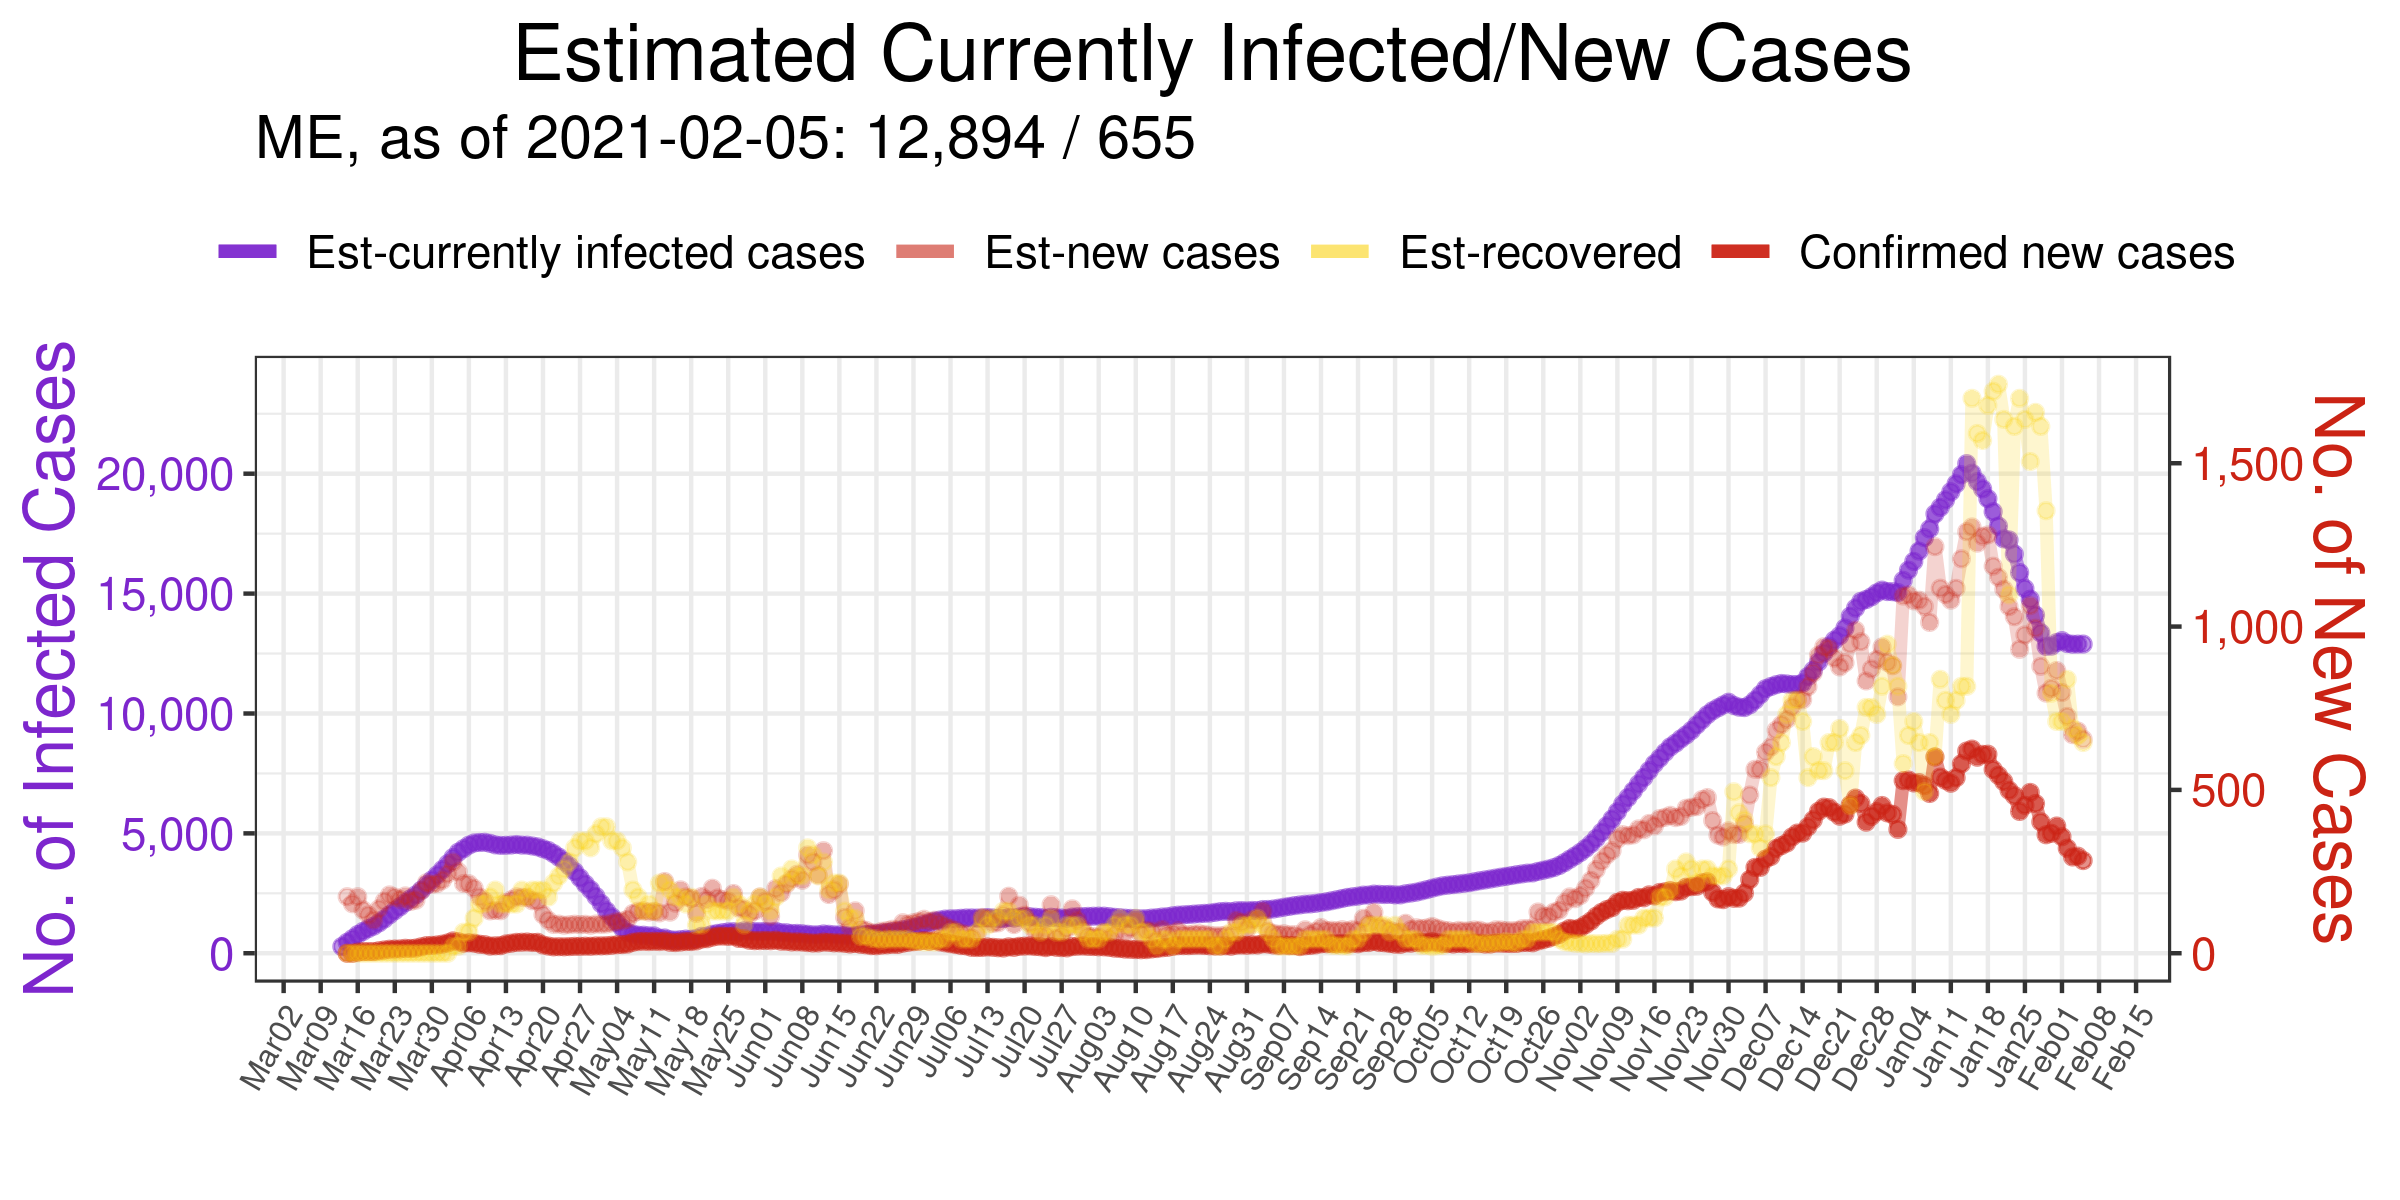 Estimated Currently Infected/New Cases
ME, as of 2021-02-05: 12,894 / 655
Est-currently infected cases Est-new cases Est-recovered Confirmed new cases
No. of Infected Cases
20,000
15,000
10,000
5,000
0
1,500
1,000
500
0
No. of New Cases
Mar02 Mar09 Mar16 Mar23 Mar30 Apr06 Apr13 Apr20 Apr27 May04 May11 May18 May25 Jun01 Jun08 Jun15 Jun22 Jun29 Jul06 Jul13 Jul20 Jul27 Aug03 Aug10 Aug17 Aug24 Aug31 Sep07 Sep14 Sep21 Sep28 Oct05 Oct12 Oct19 Oct26 Nov02 Nov09 Nov16 Nov23 Nov30 Dec07 Dec14 Dec21 Dec28 Jan04 Jan11 Jan18 Jan25 Feb01 Feb08 Feb15